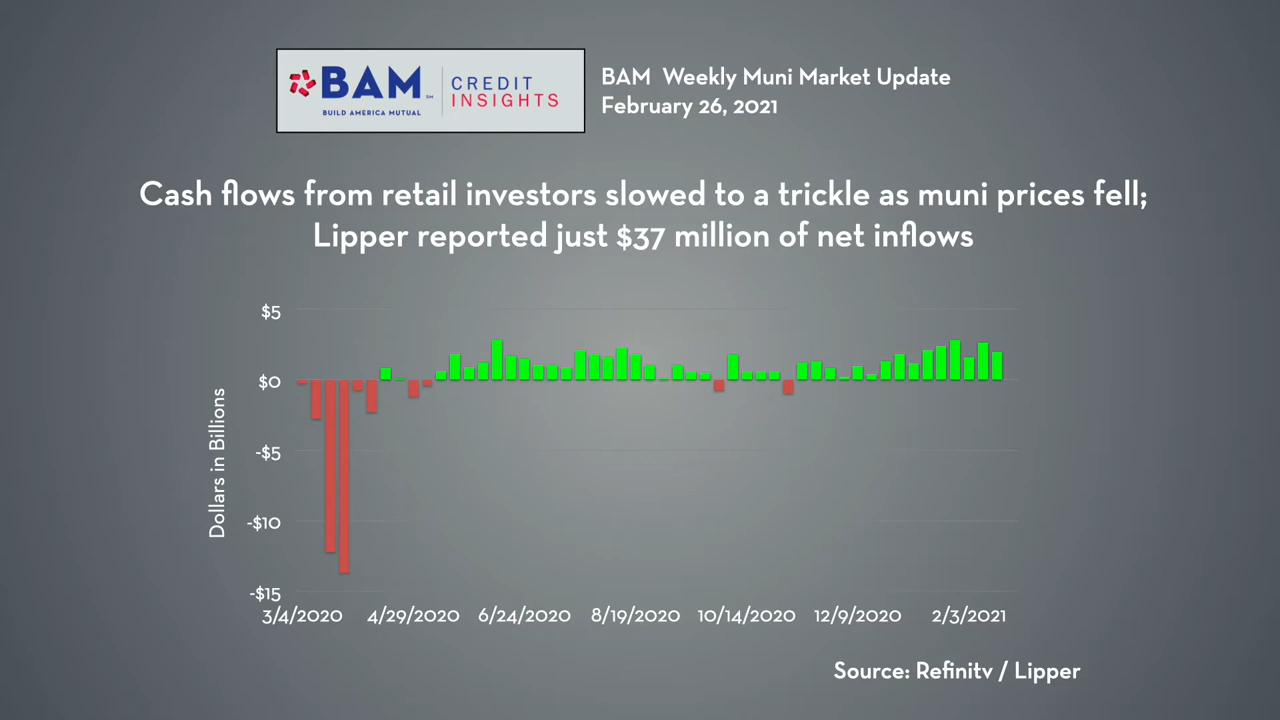 BAM
SM
BUILD AMERICA MUTUAL
CREDIT
INSIGHTS
BAM Weekly Muni Market Update
February 26, 2021
Cash flows from retail investors slowed to a trickle as muni prices fell;
Lipper reported just $37 million of net inflows
Dollars in Billions
$5
$0
-$5
-$10
-$15
3/4/2020 4/29/2020 6/24/2020 8/19/2020 10/14/2020 12/9/2020 2/3/2021
Source: Refinitv / Lipper